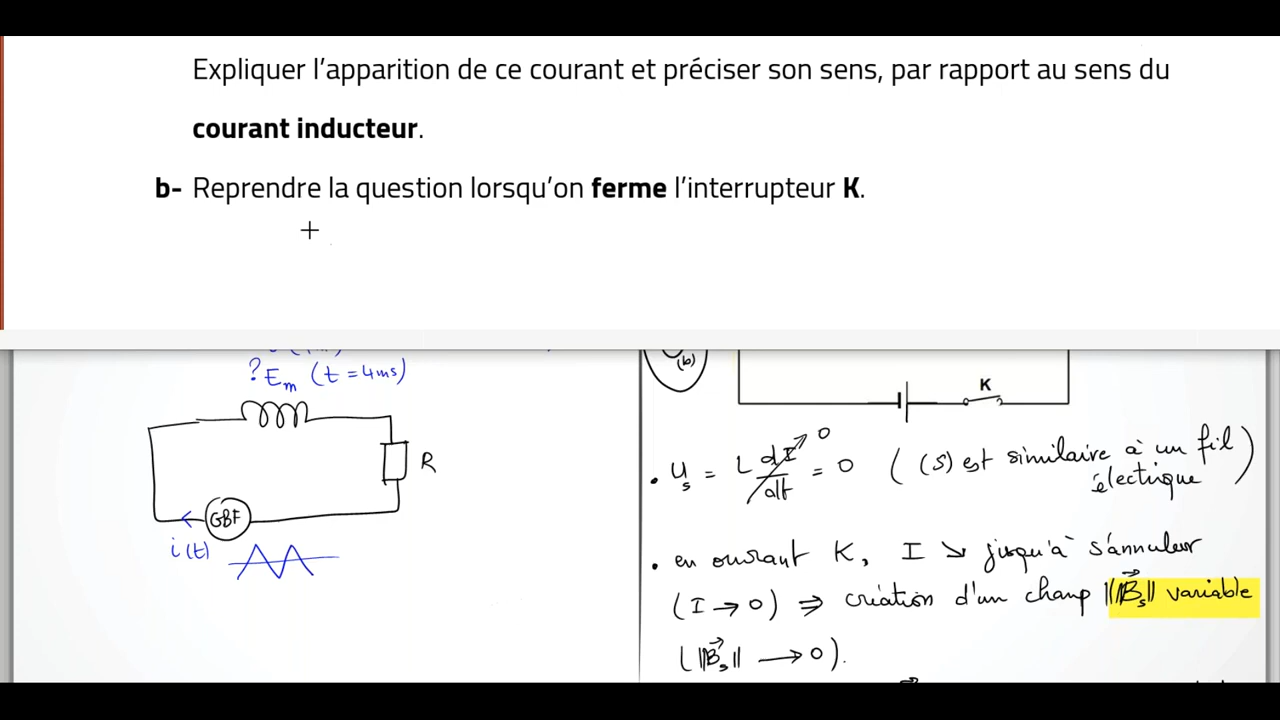 Expliquer l'apparition de ce courant et préciser son sens, par rapport au sens du
courant inducteur.
b- Reprendre la question lorsqu'on ferme l'interrupteur K.
? Em (t = 4ms)
R
GBF
i(t)
(b)
K
• us = L dI/dt = 0 ((S) est similaire à un fil
électrique)
0
• en ouvrant K, I ↘ jusqu'à s'annuler
(I → 0) ⇒ création d'un champ ||B⃗s|| variable
(||B⃗s|| → 0).